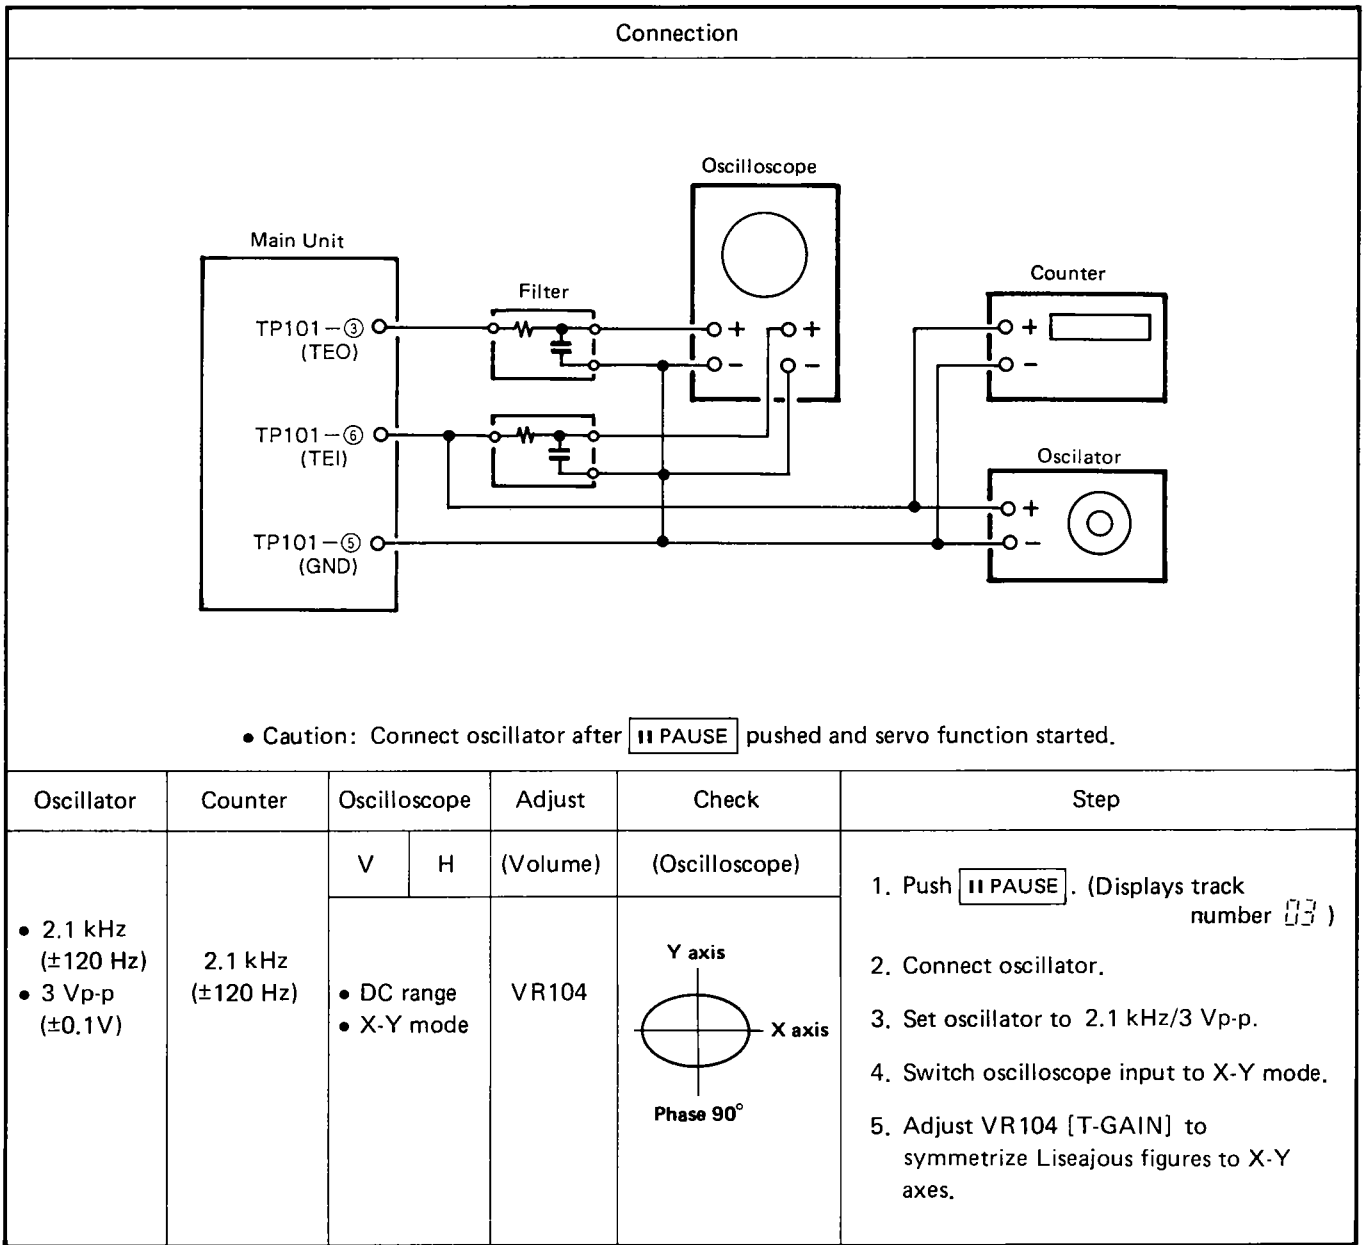 Connection
Oscilloscope
Main Unit
Filter
Counter
TP101-③
(TEO)
+ +
- -
+
-
TP101-⑥
(TEI)
Oscilator
+
-
TP101-⑤
(GND)
• Caution: Connect oscillator after II PAUSE pushed and servo function started.
Oscillator Counter Oscilloscope Adjust Check Step
V H (Volume) (Oscilloscope)
• 2.1 kHz
(±120 Hz)
• 3 Vp-p
(±0.1V)
2.1 kHz
(±120 Hz)
• DC range
• X-Y mode
VR104
Y axis
X axis
Phase 90°
1. Push II PAUSE. (Displays track
number 03)
2. Connect oscillator.
3. Set oscillator to 2.1 kHz/3 Vp-p.
4. Switch oscilloscope input to X-Y mode.
5. Adjust VR104 [T-GAIN] to
symmetrize Liseajous figures to X-Y
axes.